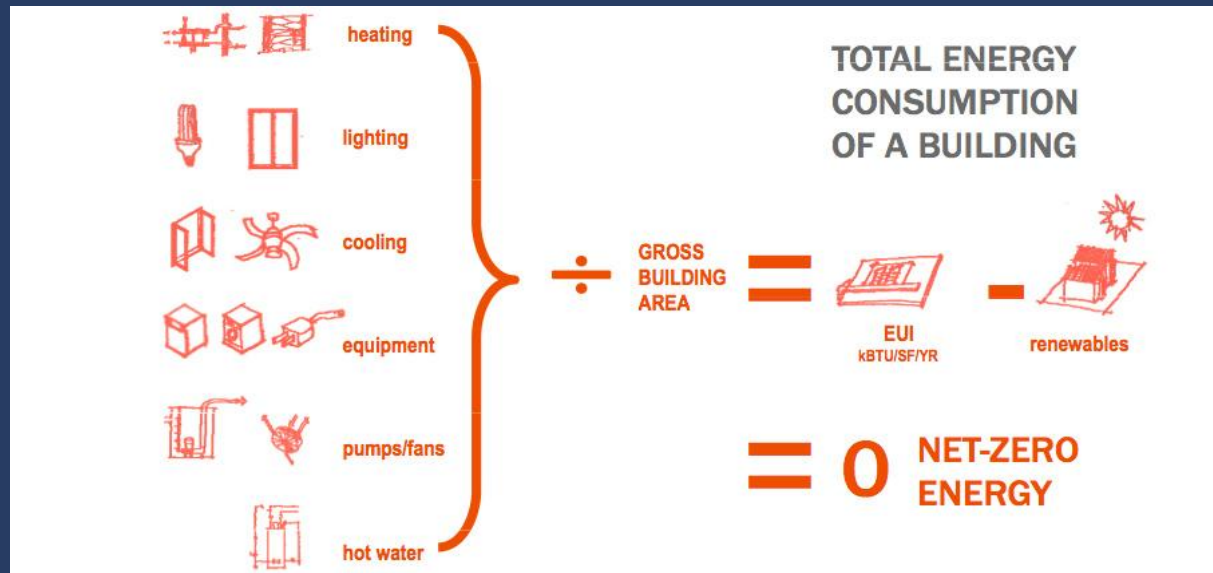 heating
lighting
cooling
equipment
pumps/fans
hot water
÷
GROSS
BUILDING
AREA
=
TOTAL ENERGY
CONSUMPTION
OF A BUILDING
EUI
kBTU/SF/YR
-
renewables
= 0 NET-ZERO
ENERGY